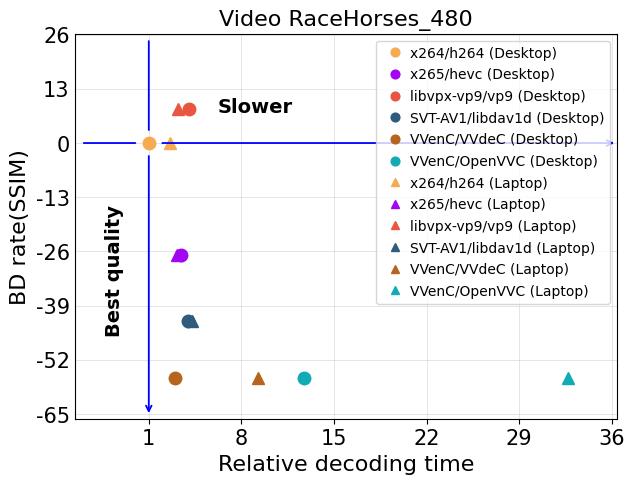 Video RaceHorses_480
26
13
0
-13
-26
-39
-52
-65
BD rate(SSIM)
Best quality
Slower
x264/h264 (Desktop)
x265/hevc (Desktop)
libvpx-vp9/vp9 (Desktop)
SVT-AV1/libdav1d (Desktop)
VVenC/VVdeC (Desktop)
VVenC/OpenVVC (Desktop)
x264/h264 (Laptop)
x265/hevc (Laptop)
libvpx-vp9/vp9 (Laptop)
SVT-AV1/libdav1d (Laptop)
VVenC/VVdeC (Laptop)
VVenC/OpenVVC (Laptop)
1 8 15 22 29 36
Relative decoding time